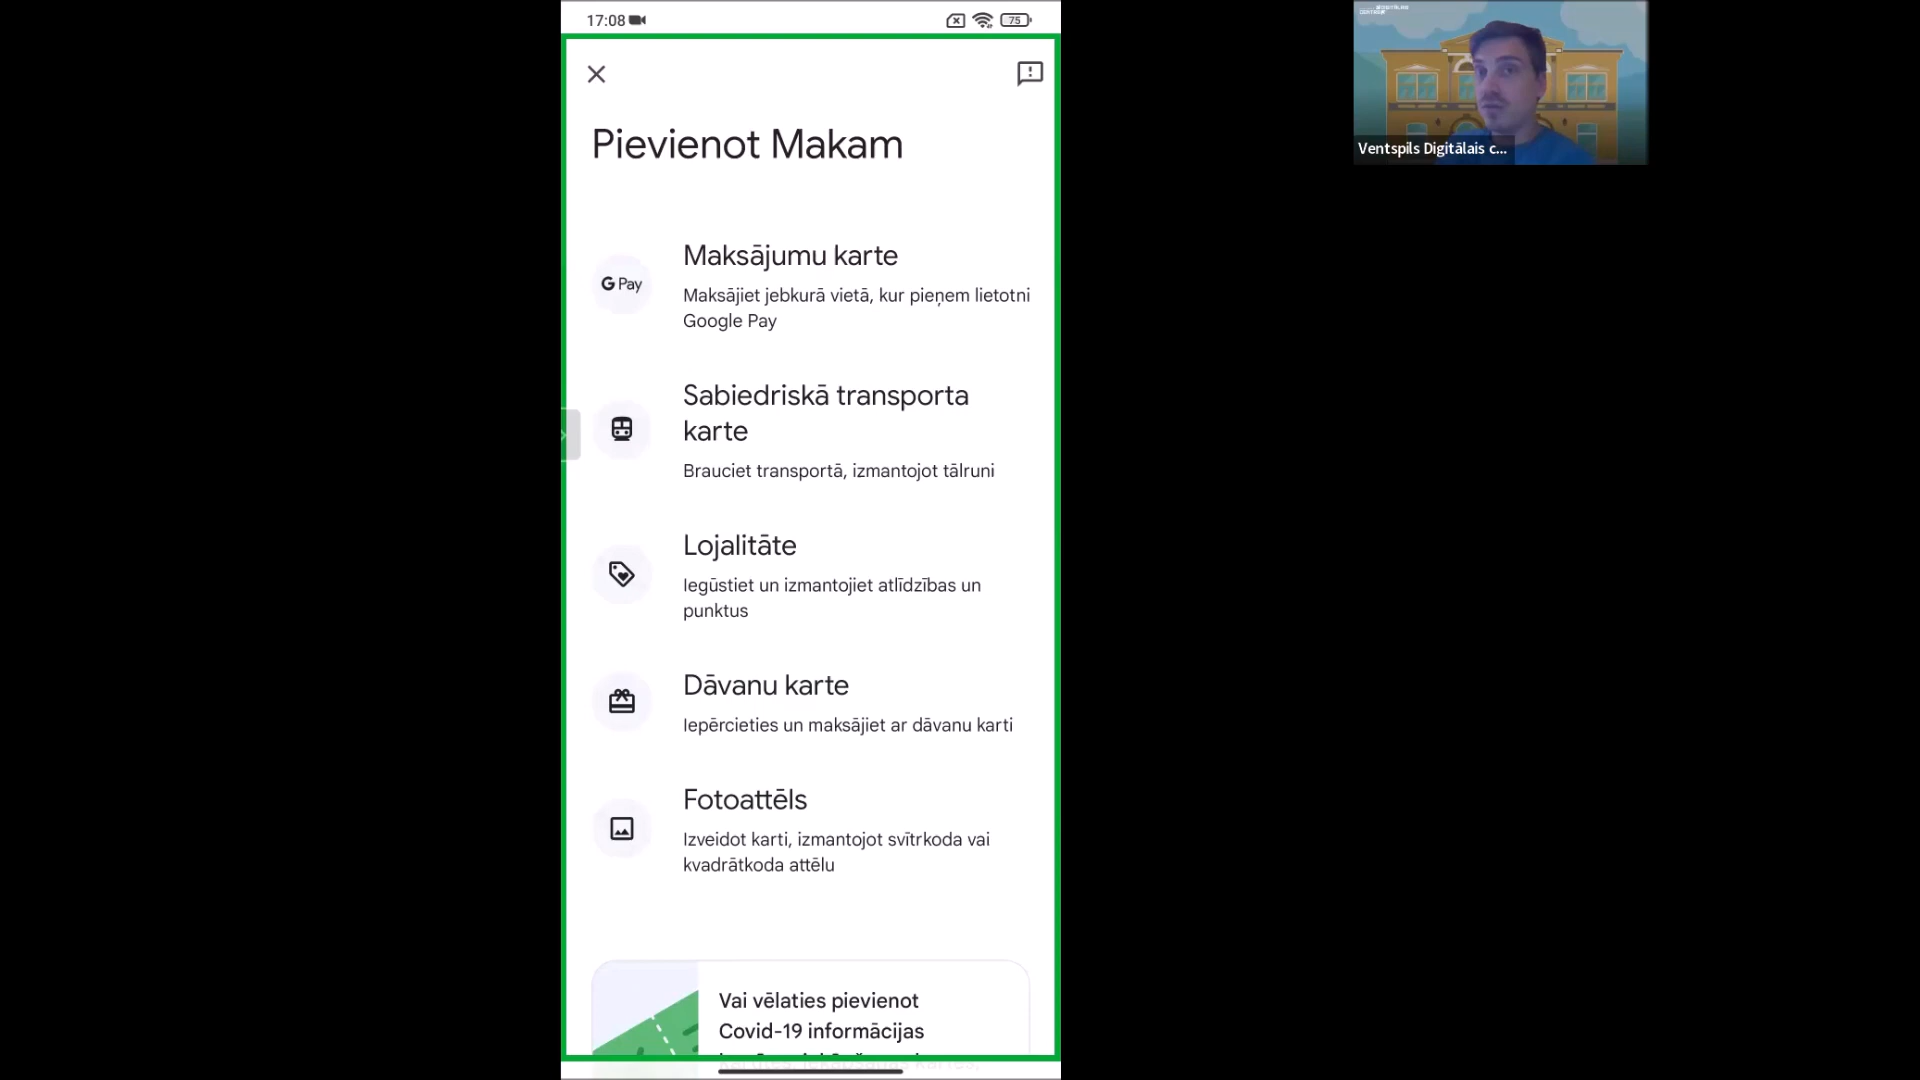 17:08
75
Pievienot Makam
Maksājumu karte
G Pay
Maksājiet jebkurā vietā, kur pieņem lietotni
Google Pay
Sabiedriskā transporta
karte
Brauciet transportā, izmantojot tālruni
Lojalitāte
Iegūstiet un izmantojiet atlīdzības un
punktus
Dāvanu karte
Iepērcieties un maksājiet ar dāvanu karti
Fotoattēls
Izveidot karti, izmantojot svītrkoda vai
kvadrātkoda attēlu
Vai vēlaties pievienot
Covid-19 informācijas
Ventspils Digitālais c...